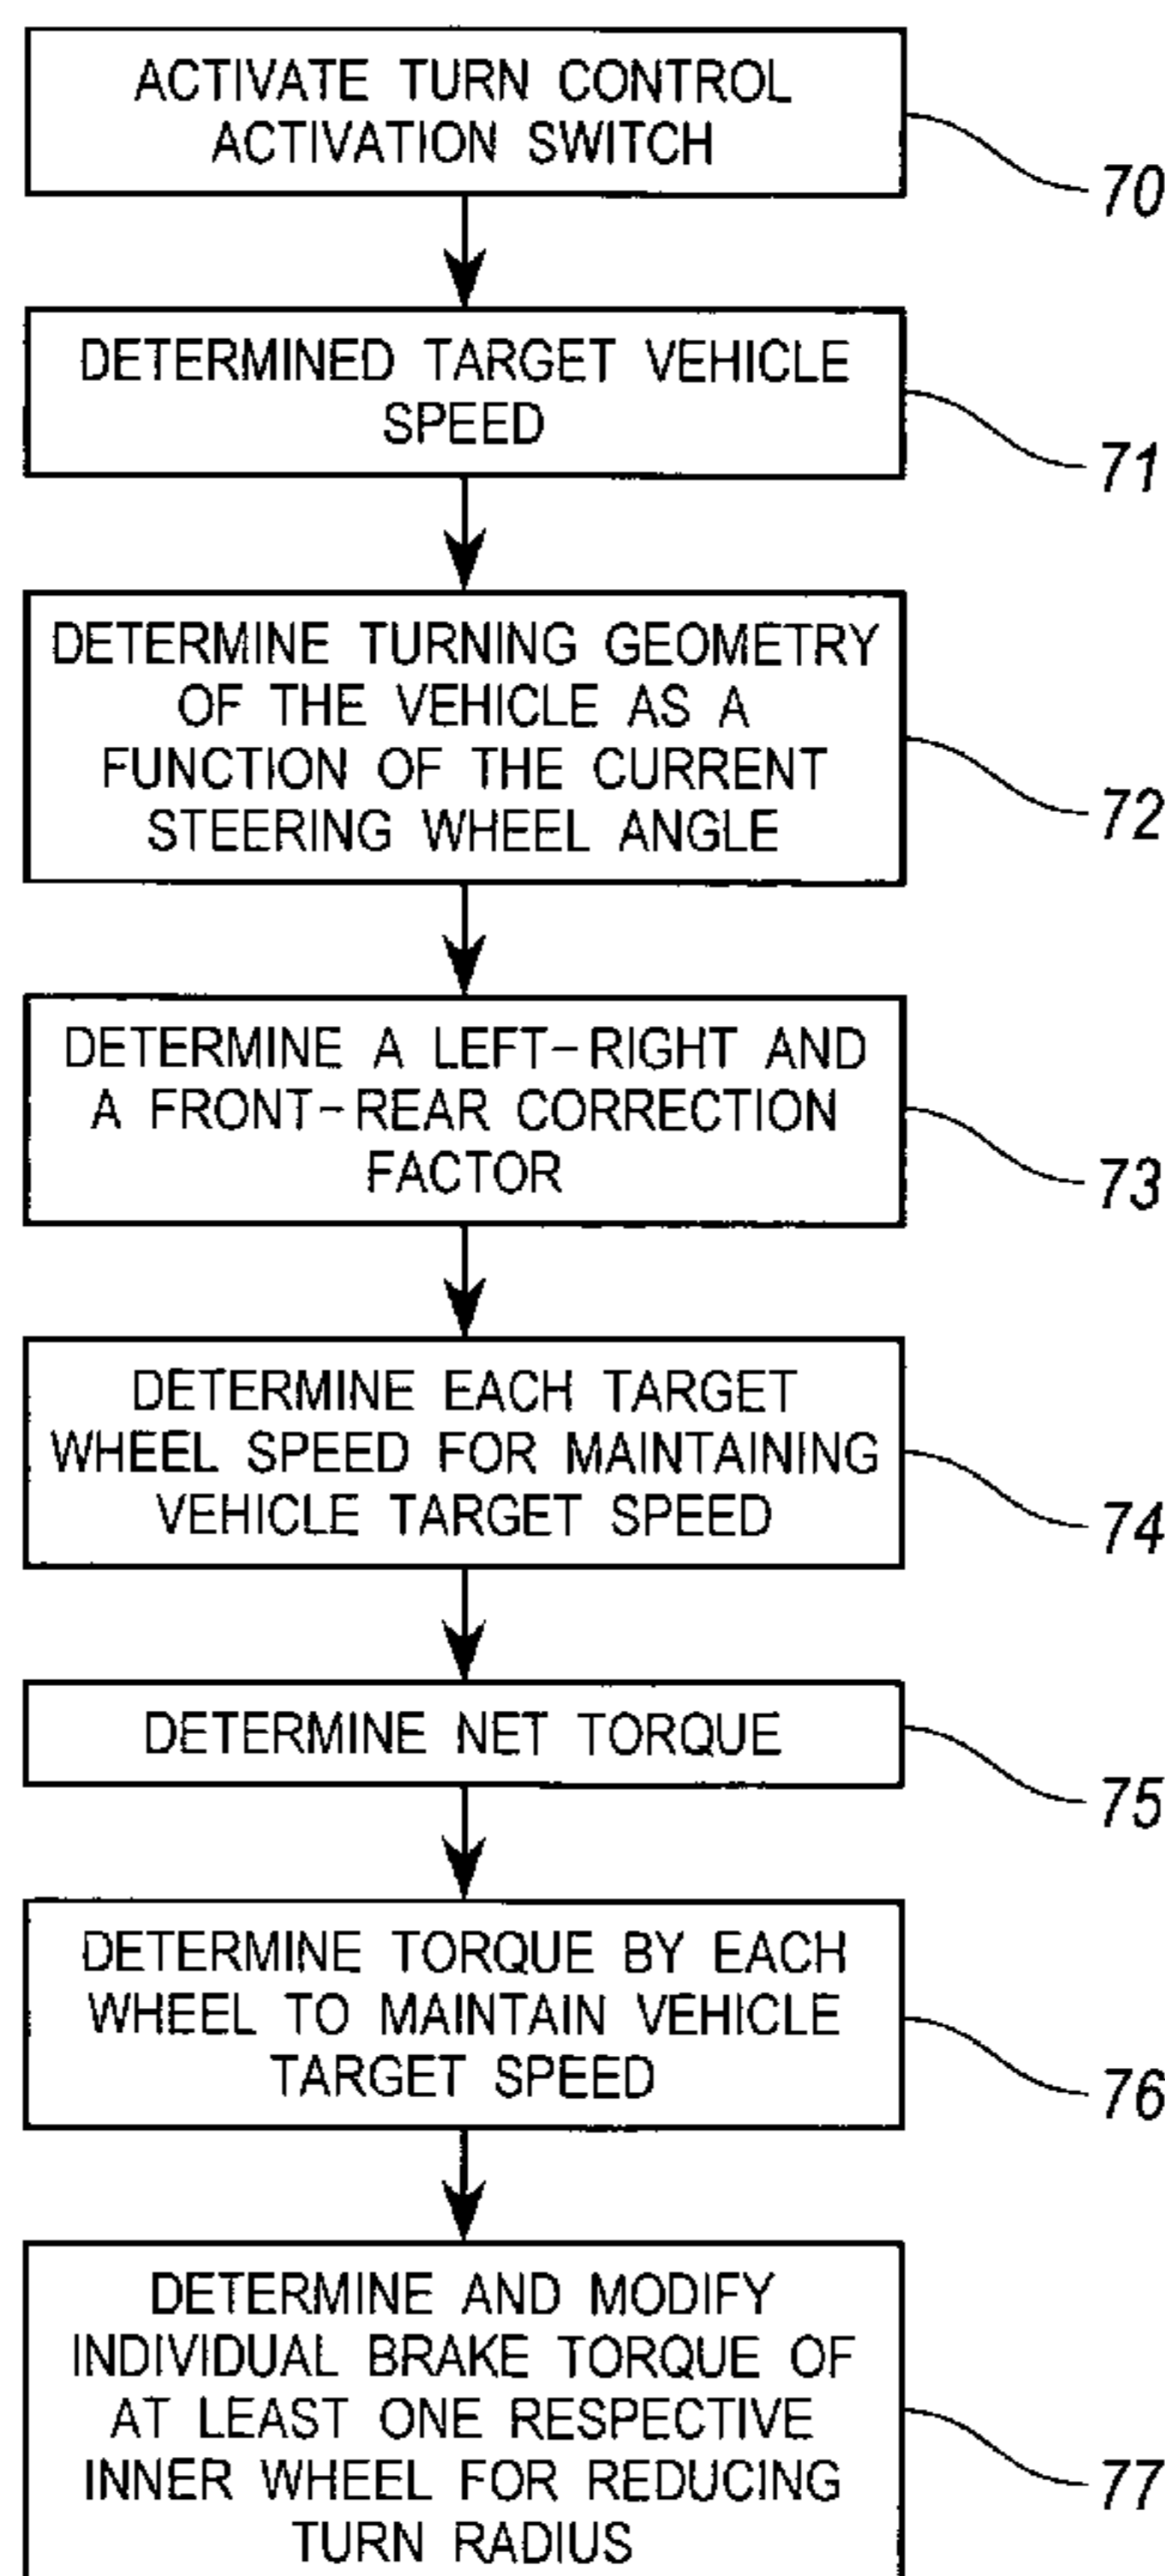 ACTIVATE TURN CONTROL
ACTIVATION SWITCH
70
DETERMINED TARGET VEHICLE
SPEED
71
DETERMINE TURNING GEOMETRY
OF THE VEHICLE AS A
FUNCTION OF THE CURRENT
STEERING WHEEL ANGLE
72
DETERMINE A LEFT-RIGHT AND
A FRONT-REAR CORRECTION
FACTOR
73
DETERMINE EACH TARGET
WHEEL SPEED FOR MAINTAINING
VEHICLE TARGET SPEED
74
DETERMINE NET TORQUE
75
DETERMINE TORQUE BY EACH
WHEEL TO MAINTAIN VEHICLE
TARGET SPEED
76
DETERMINE AND MODIFY
INDIVIDUAL BRAKE TORQUE OF
AT LEAST ONE RESPECTIVE
INNER WHEEL FOR REDUCING
TURN RADIUS
77